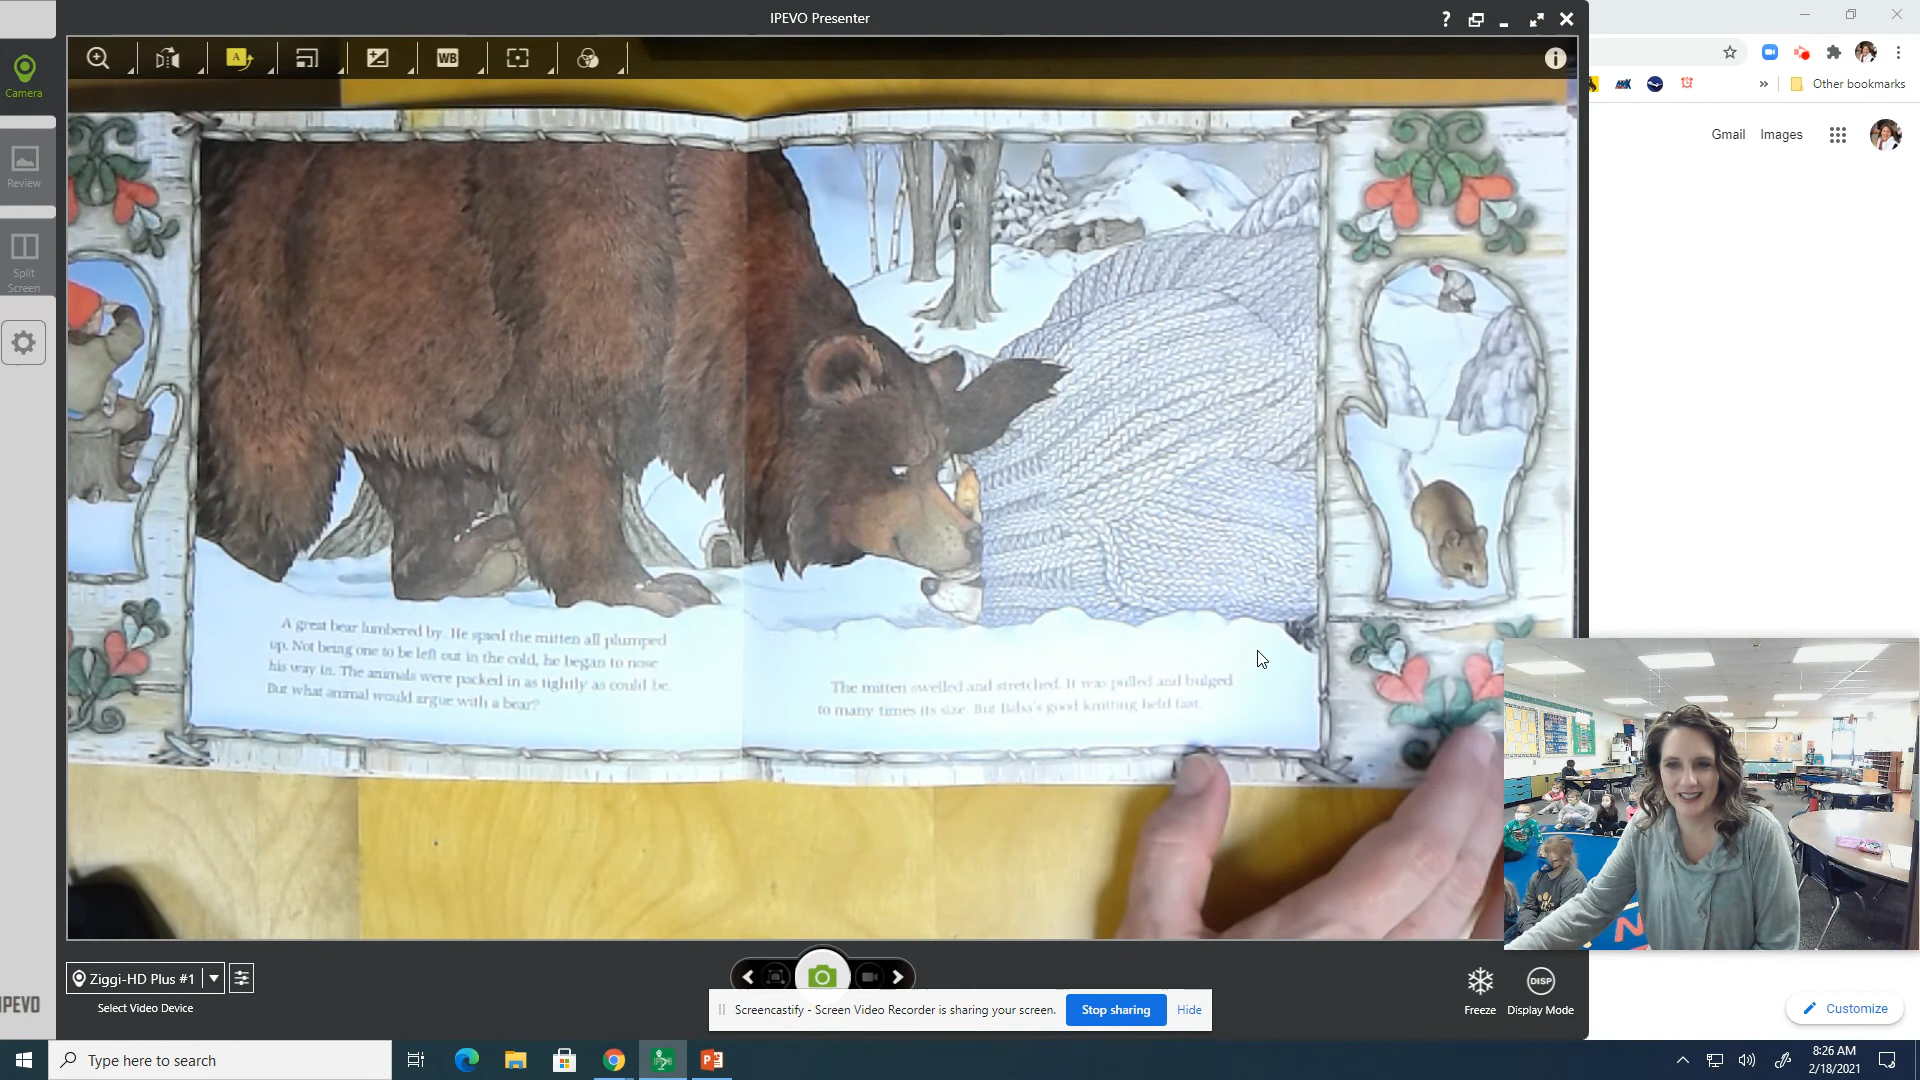 IPEVO Presenter
?
Camera
Review
Split
Screen
A
WB
i
Other bookmarks
Gmail
Images
A great bear lumbered by. He spied the mitten all plumped
up. Not being one to be left out in the cold, he began to nose
his way in. The animals were packed in as tightly as could be.
But what animal would argue with a bear?
The mitten swelled and stretched. It was pulled and bulged
to many times its size. But Baba's good knitting held fast.
N
Ziggi-HD Plus #1
Select Video Device
IPEVO
Freeze
DISP
Display Mode
Screencastify - Screen Video Recorder is sharing your screen.
Stop sharing
Hide
Customize
Type here to search
8:26 AM
2/18/2021